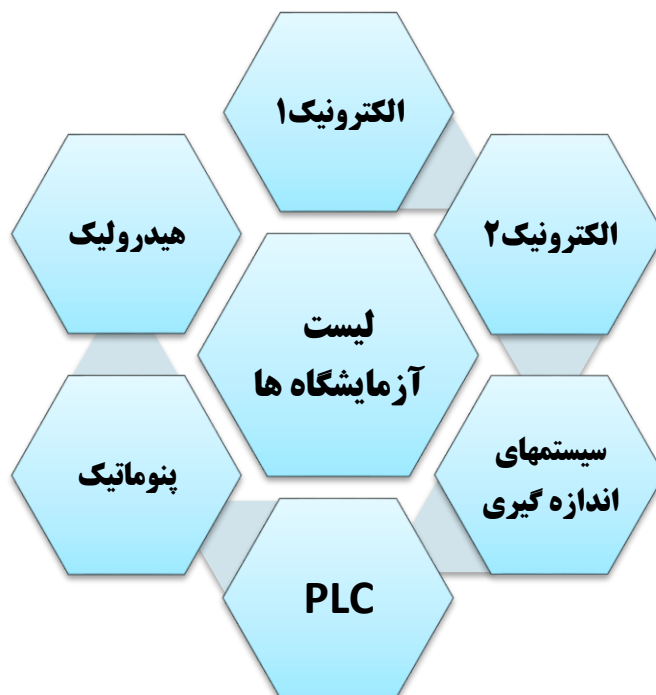 الکترونیک۱
الکترونیک۲
هیدرولیک
لیست
آزمایشگاه ها
سیستمهای
اندازه گیری
پنوماتیک
PLC